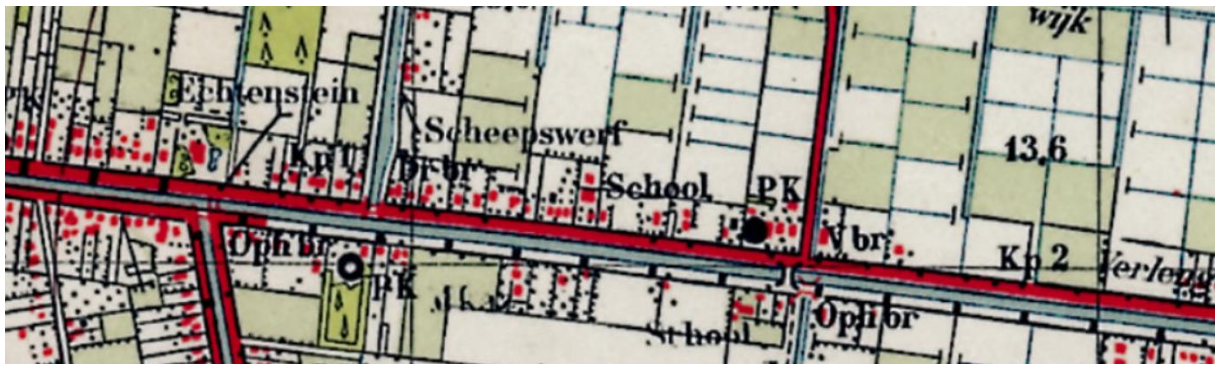 wijk
Echtenstein
Scheepswerf
13.6
Kp 1
Dr br
School
PK
V br
Oph br
Kp 2
PK
School
Oph br